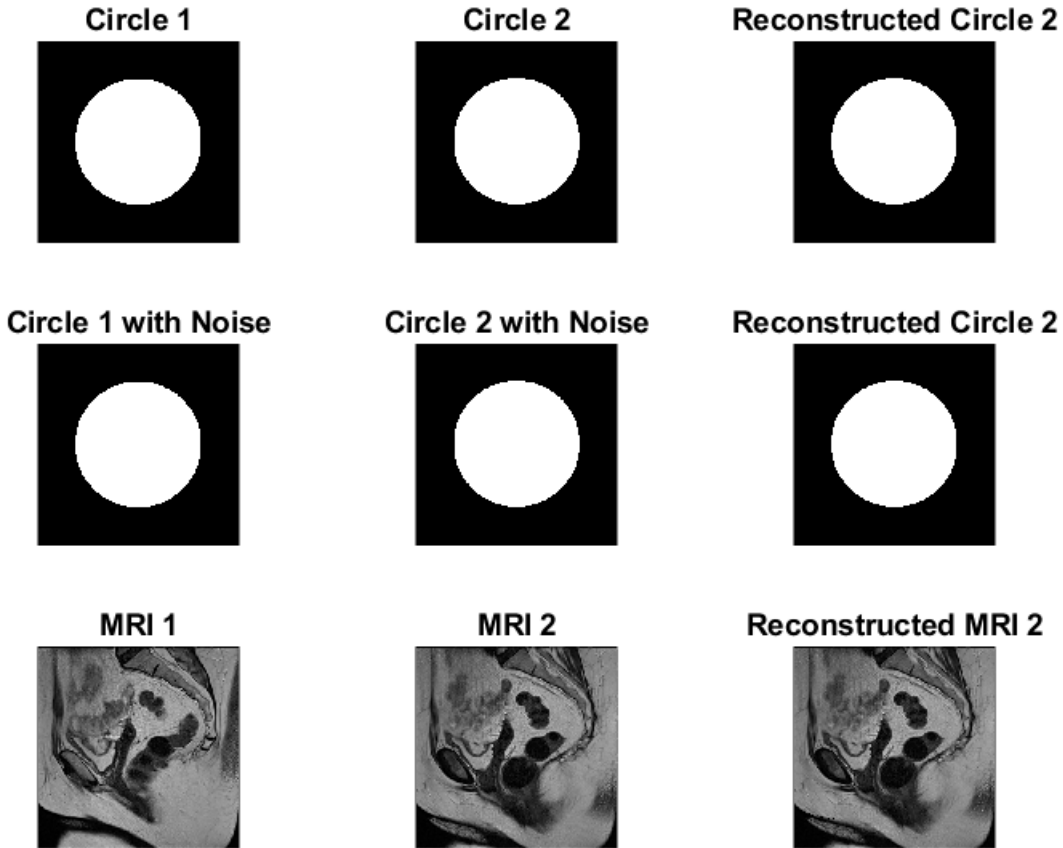 Circle 1
Circle 2
Reconstructed Circle 2
Circle 1 with Noise
Circle 2 with Noise
Reconstructed Circle 2
MRI 1
MRI 2
Reconstructed MRI 2